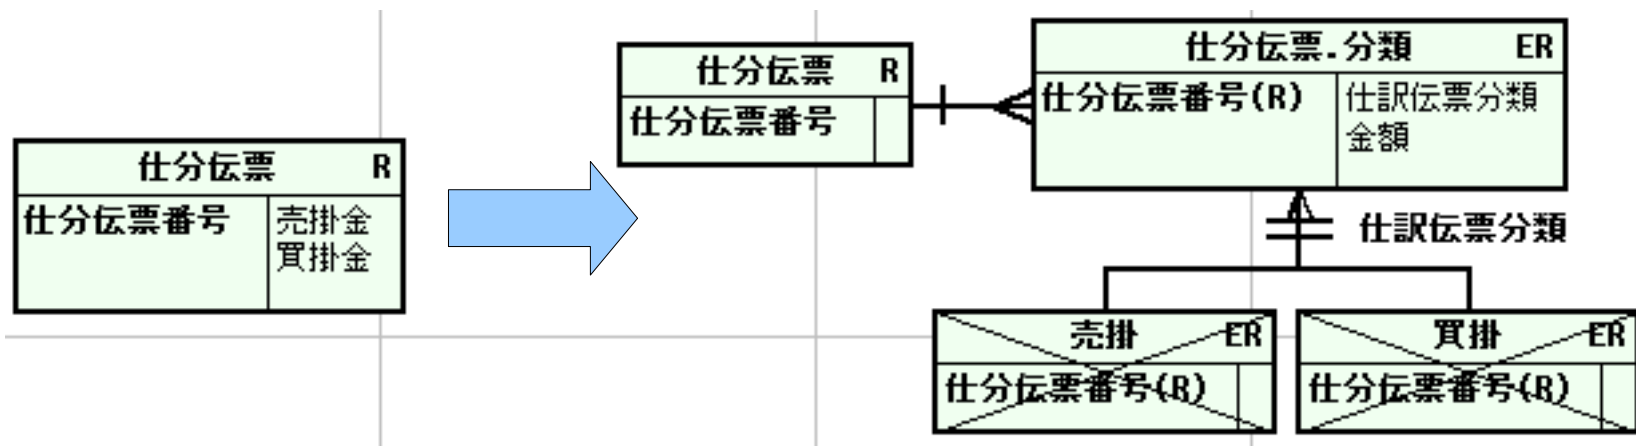 仕分伝票 R
仕分伝票番号
売掛金
買掛金
仕分伝票 R
仕分伝票番号
仕分伝票.分類 ER
仕分伝票番号(R)
仕訳伝票分類
金額
仕訳伝票分類
売掛 ER
仕分伝票番号(R)
買掛 ER
仕分伝票番号(R)